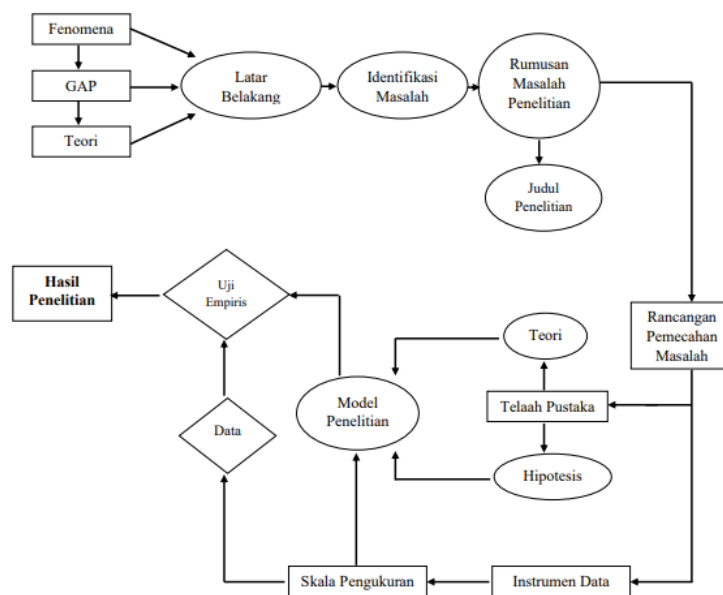 Fenomena
GAP
Teori
Latar
Belakang
Identifikasi
Masalah
Rumusan
Masalah
Penelitian
Judul
Penelitian
Hasil
Penelitian
Uji
Empiris
Rancangan
Pemecahan
Masalah
Teori
Model
Penelitian
Telaah Pustaka
Data
Hipotesis
Skala Pengukuran
Instrumen Data